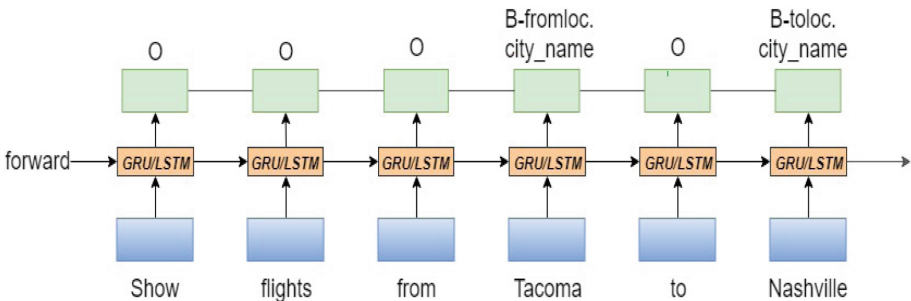 B-fromloc. B-toloc.
O O O city_name O city_name
forward GRU/LSTM GRU/LSTM GRU/LSTM GRU/LSTM GRU/LSTM GRU/LSTM
Show flights from Tacoma to Nashville